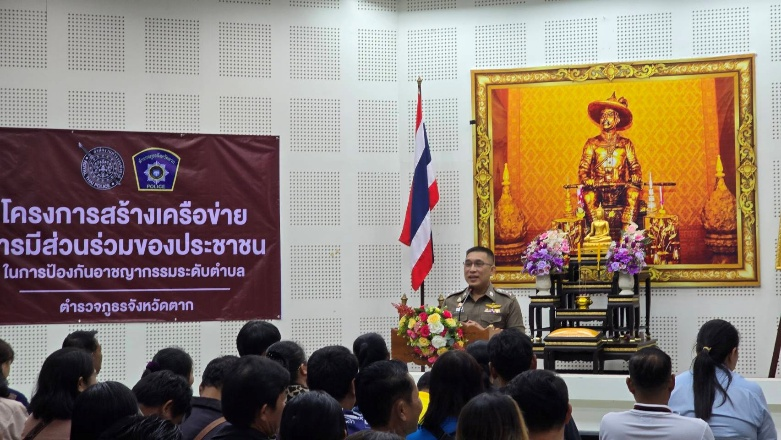 โครงการสร้างเครือข่าย
การมีส่วนร่วมของประชาชน
ในการป้องกันอาชญากรรมระดับตำบล
ตำรวจภูธรจังหวัดตาก
POLICE